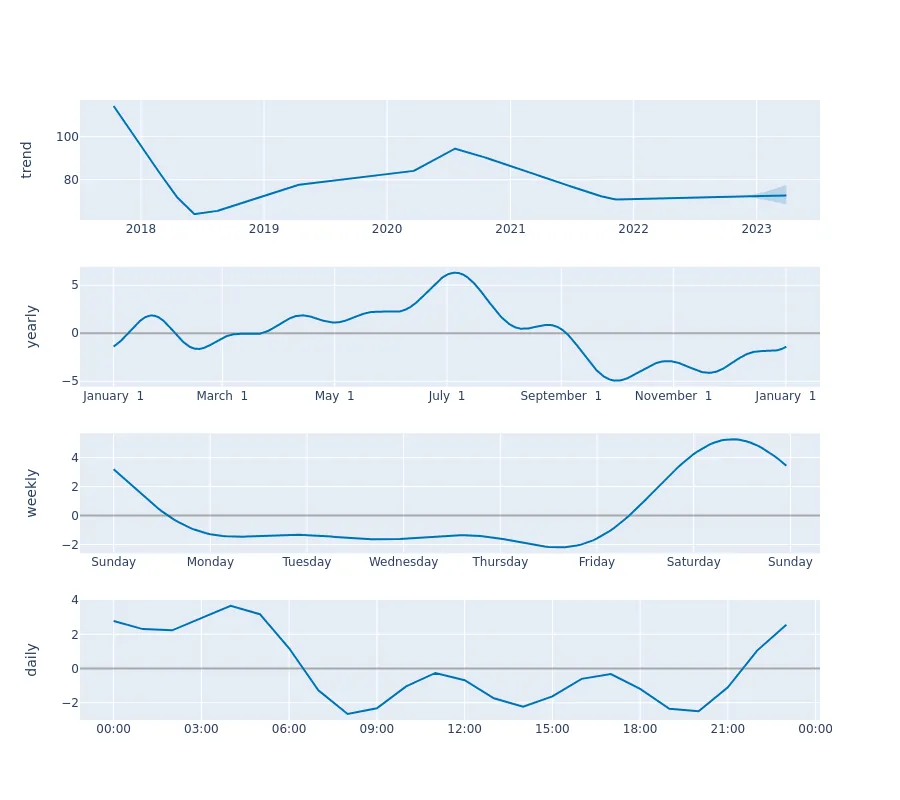 trend
100
80
2018 2019 2020 2021 2022 2023
yearly
5
0
−5
January 1 March 1 May 1 July 1 September 1 November 1 January 1
weekly
4
2
0
−2
Sunday Monday Tuesday Wednesday Thursday Friday Saturday Sunday
daily
4
2
0
−2
00:00 03:00 06:00 09:00 12:00 15:00 18:00 21:00 00:00